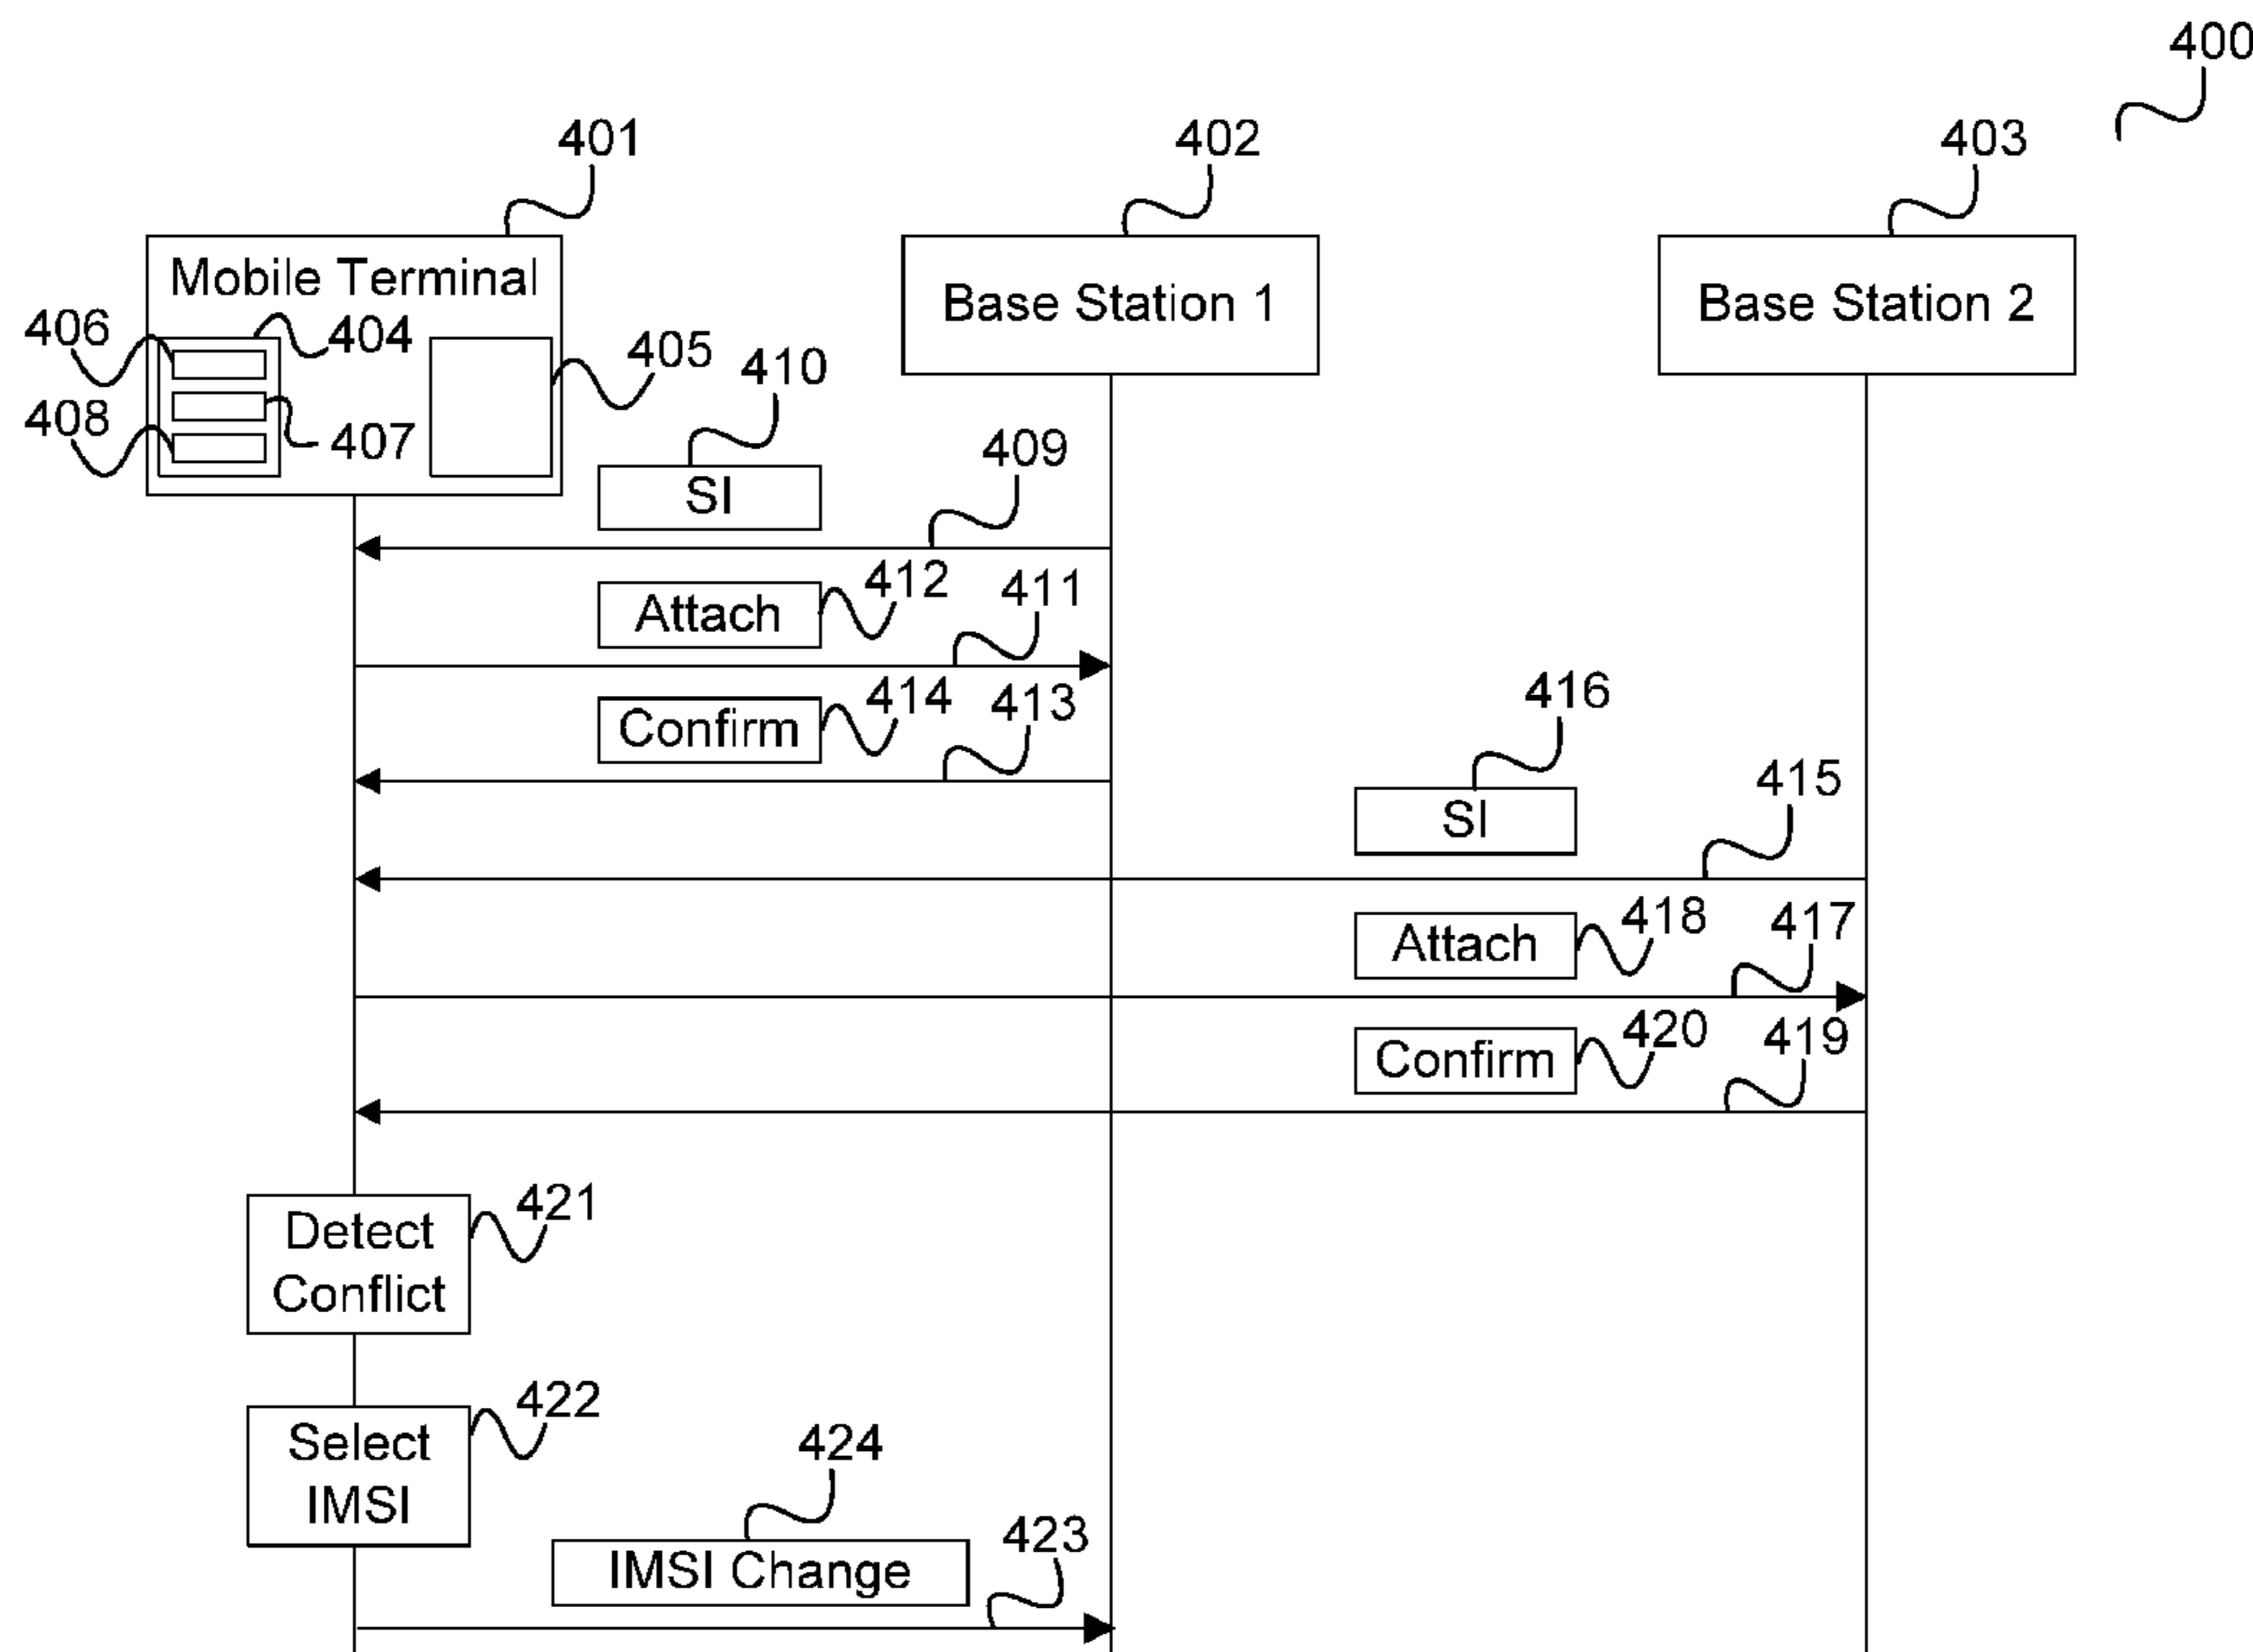 400
401
402
403
Mobile Terminal
Base Station 1
Base Station 2
406
404
405
410
408
407
409
SI
412
411
Attach
414
413
Confirm
416
415
SI
418
417
Attach
420
419
Confirm
421
Detect
Conflict
422
Select
IMSI
424
423
IMSI Change